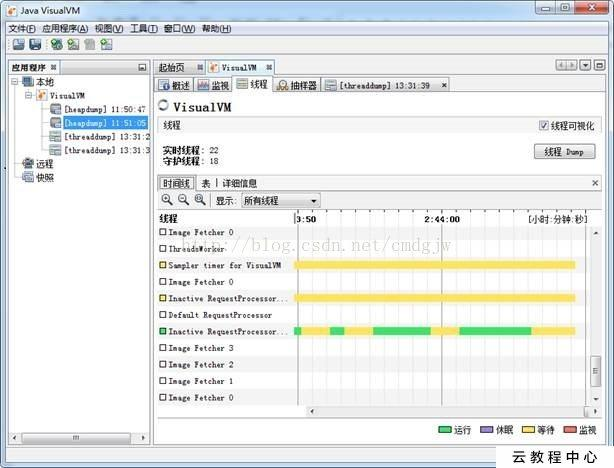 Java VisualVM
文件(F) 应用程序(A) 视图(V) 工具(T) 窗口(W) 帮助(H)
应用程序
本地
VisualVM
[heapdump] 11:50:47
[heapdump] 11:51:05
[threaddump] 13:31:2
[threaddump] 13:31:3
远程
快照
起始页 VisualVM
概述 监视 线程 抽样器 [threaddump] 13:31:39
VisualVM
线程 线程可视化
实时线程: 22
守护线程: 18
线程 Dump
时间线 表 详细信息
显示: 所有线程
线程 3:50 2:44:00 [小时:分钟:秒]
Image Fetcher 0
ThreadsWorker
http://blog.csdn.net/cmdgjw
Sampler timer for VisualVM
Image Fetcher 0
Inactive RequestProcessor...
Default RequestProcessor
Inactive RequestProcessor...
Image Fetcher 3
Image Fetcher 2
Image Fetcher 1
Image Fetcher 0
运行 休眠 等待 监视
云教程中心